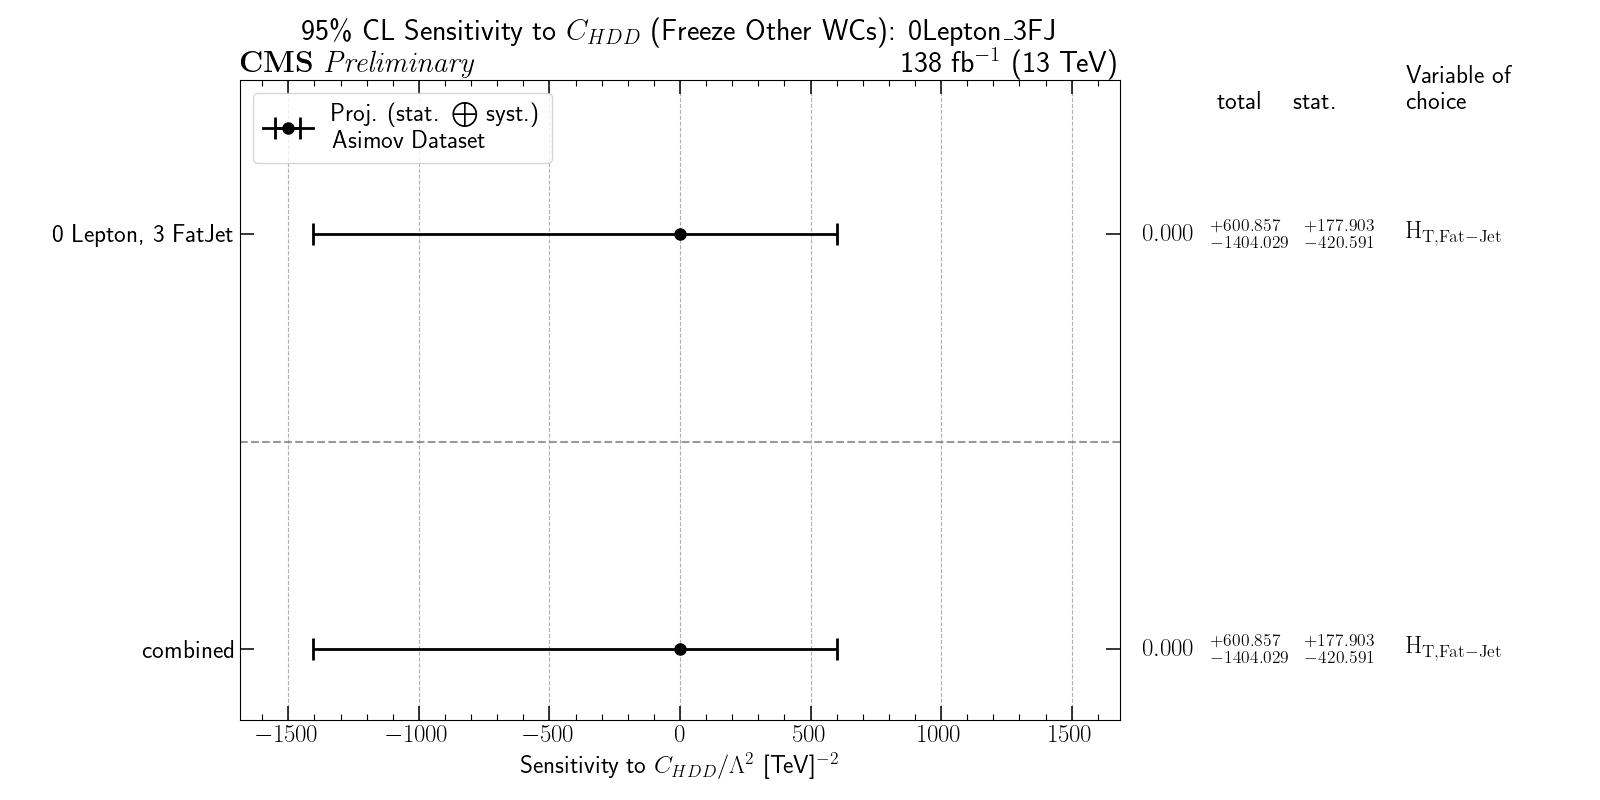 95% CL Sensitivity to C_HDD (Freeze Other WCs): 0Lepton_3FJ
CMS Preliminary 138 fb⁻¹ (13 TeV)
Variable of
total stat. choice
Proj. (stat. ⨁ syst.)
Asimov Dataset
0 Lepton, 3 FatJet 0.000 +600.857 −1404.029 +177.903 −420.591 H_T,Fat−Jet
combined 0.000 +600.857 −1404.029 +177.903 −420.591 H_T,Fat−Jet
−1500 −1000 −500 0 500 1000 1500
Sensitivity to C_HDD/Λ² [TeV]⁻²